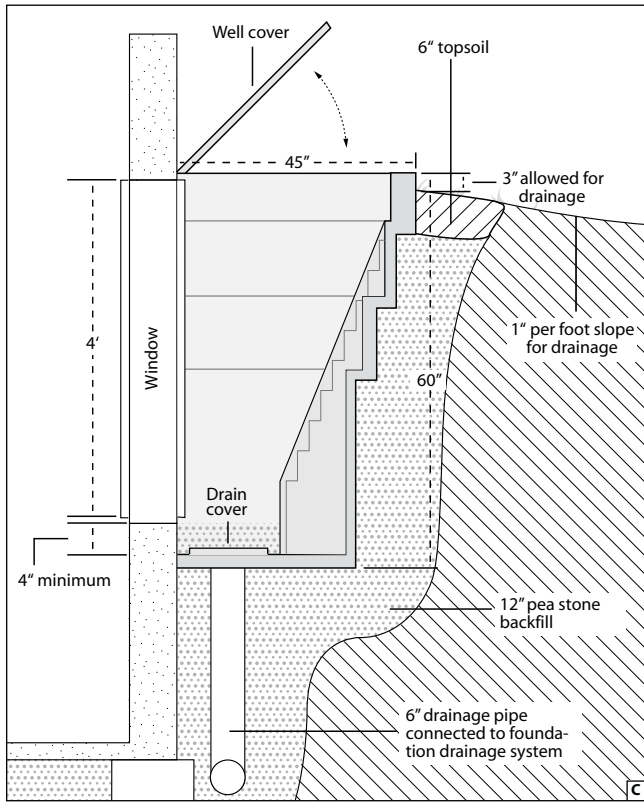 Well cover
6“ topsoil
45”
3” allowed for
drainage
4‘
Window
1“ per foot slope
for drainage
60”
Drain
cover
4“ minimum
12” pea stone
backfill
6” drainage pipe
connected to founda-
tion drainage system
C